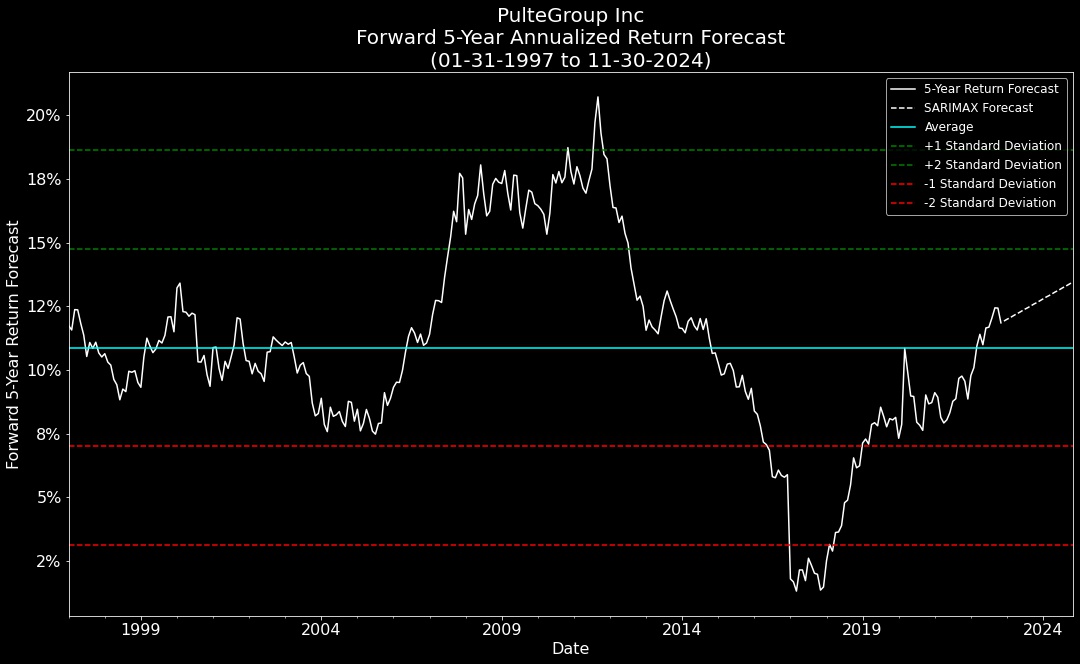 PulteGroup Inc
Forward 5-Year Annualized Return Forecast
(01-31-1997 to 11-30-2024)
5-Year Return Forecast
SARIMAX Forecast
Average
+1 Standard Deviation
+2 Standard Deviation
-1 Standard Deviation
-2 Standard Deviation
Forward 5-Year Return Forecast
20%
18%
15%
12%
10%
8%
5%
2%
1999
2004
2009
2014
2019
2024
Date